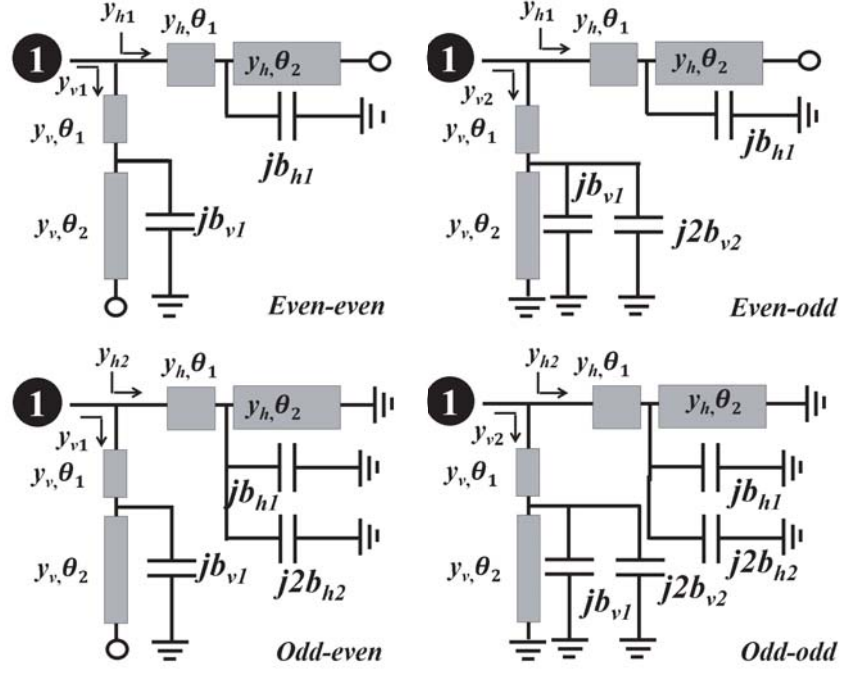 y_h1
y_h,θ_1
1
y_h,θ_2
y_v1
y_v,θ_1
jb_h1
y_v,θ_2
jb_v1
Even-even
y_h1
y_h,θ_1
1
y_h,θ_2
y_v2
y_v,θ_1
jb_h1
jb_v1
y_v,θ_2
j2b_v2
Even-odd
y_h2
y_h,θ_1
1
y_h,θ_2
y_v1
y_v,θ_1
jb_h1
y_v,θ_2
jb_v1
j2b_h2
Odd-even
y_h2
y_h,θ_1
1
y_h,θ_2
y_v2
y_v,θ_1
jb_h1
y_v,θ_2
j2b_h2
jb_v1
j2b_v2
Odd-odd